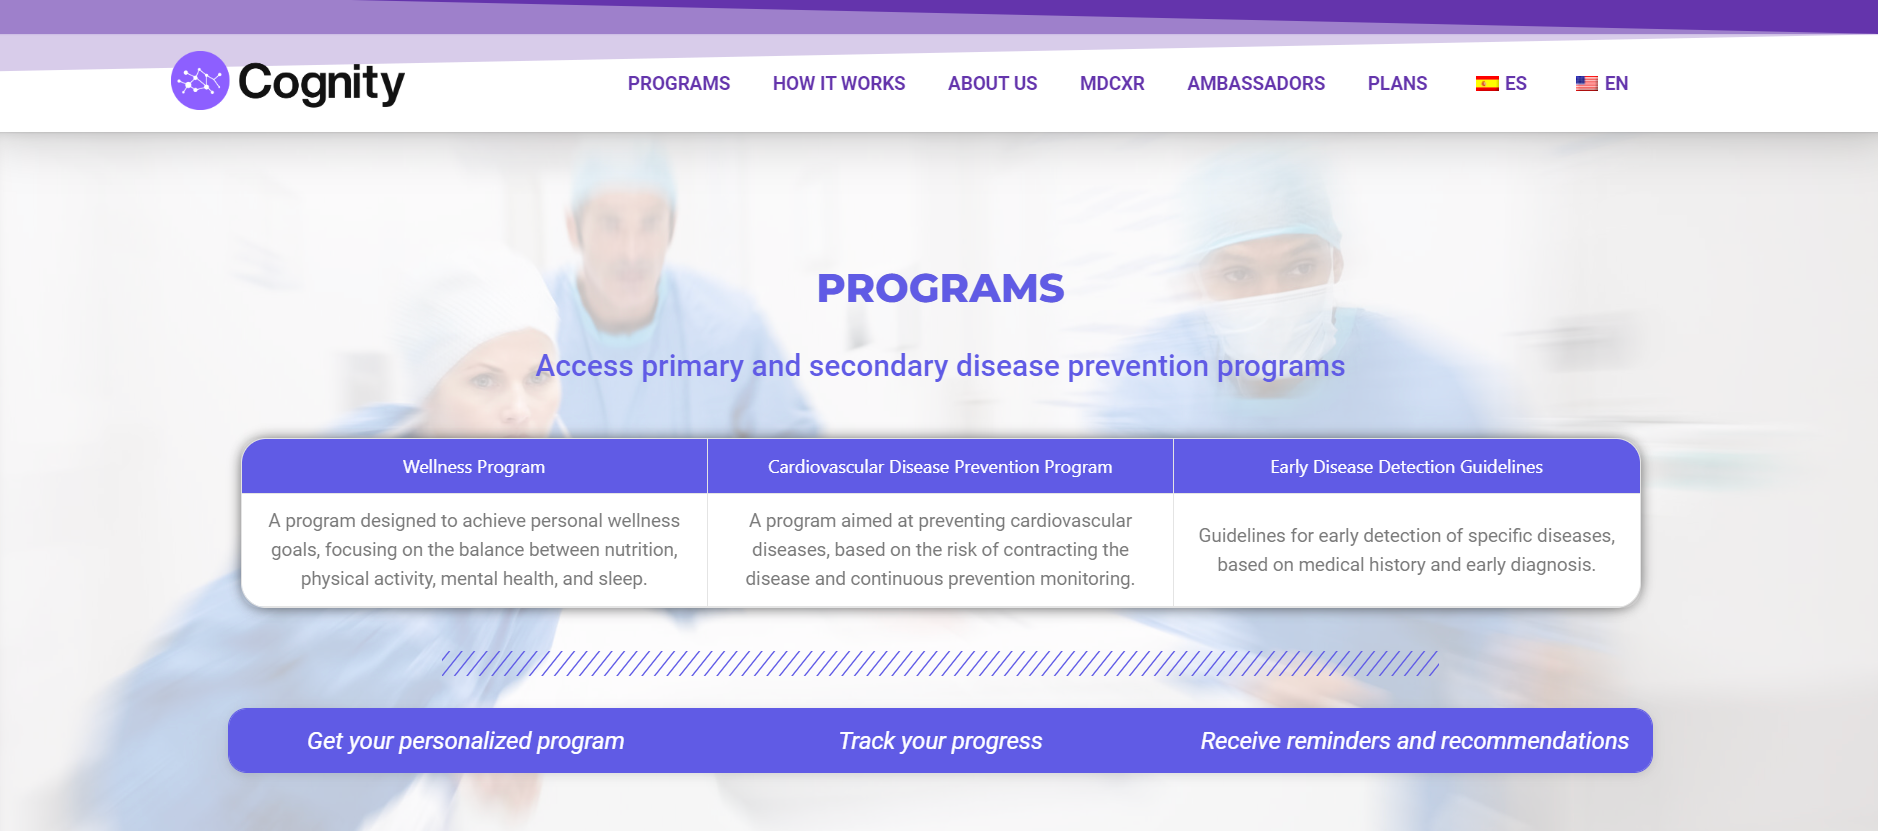 Cognity
PROGRAMS
HOW IT WORKS
ABOUT US
MDCXR
AMBASSADORS
PLANS
ES
EN
PROGRAMS
Access primary and secondary disease prevention programs
Wellness Program
A program designed to achieve personal wellness
goals, focusing on the balance between nutrition,
physical activity, mental health, and sleep.
Cardiovascular Disease Prevention Program
A program aimed at preventing cardiovascular
diseases, based on the risk of contracting the
disease and continuous prevention monitoring.
Early Disease Detection Guidelines
Guidelines for early detection of specific diseases,
based on medical history and early diagnosis.
Get your personalized program
Track your progress
Receive reminders and recommendations